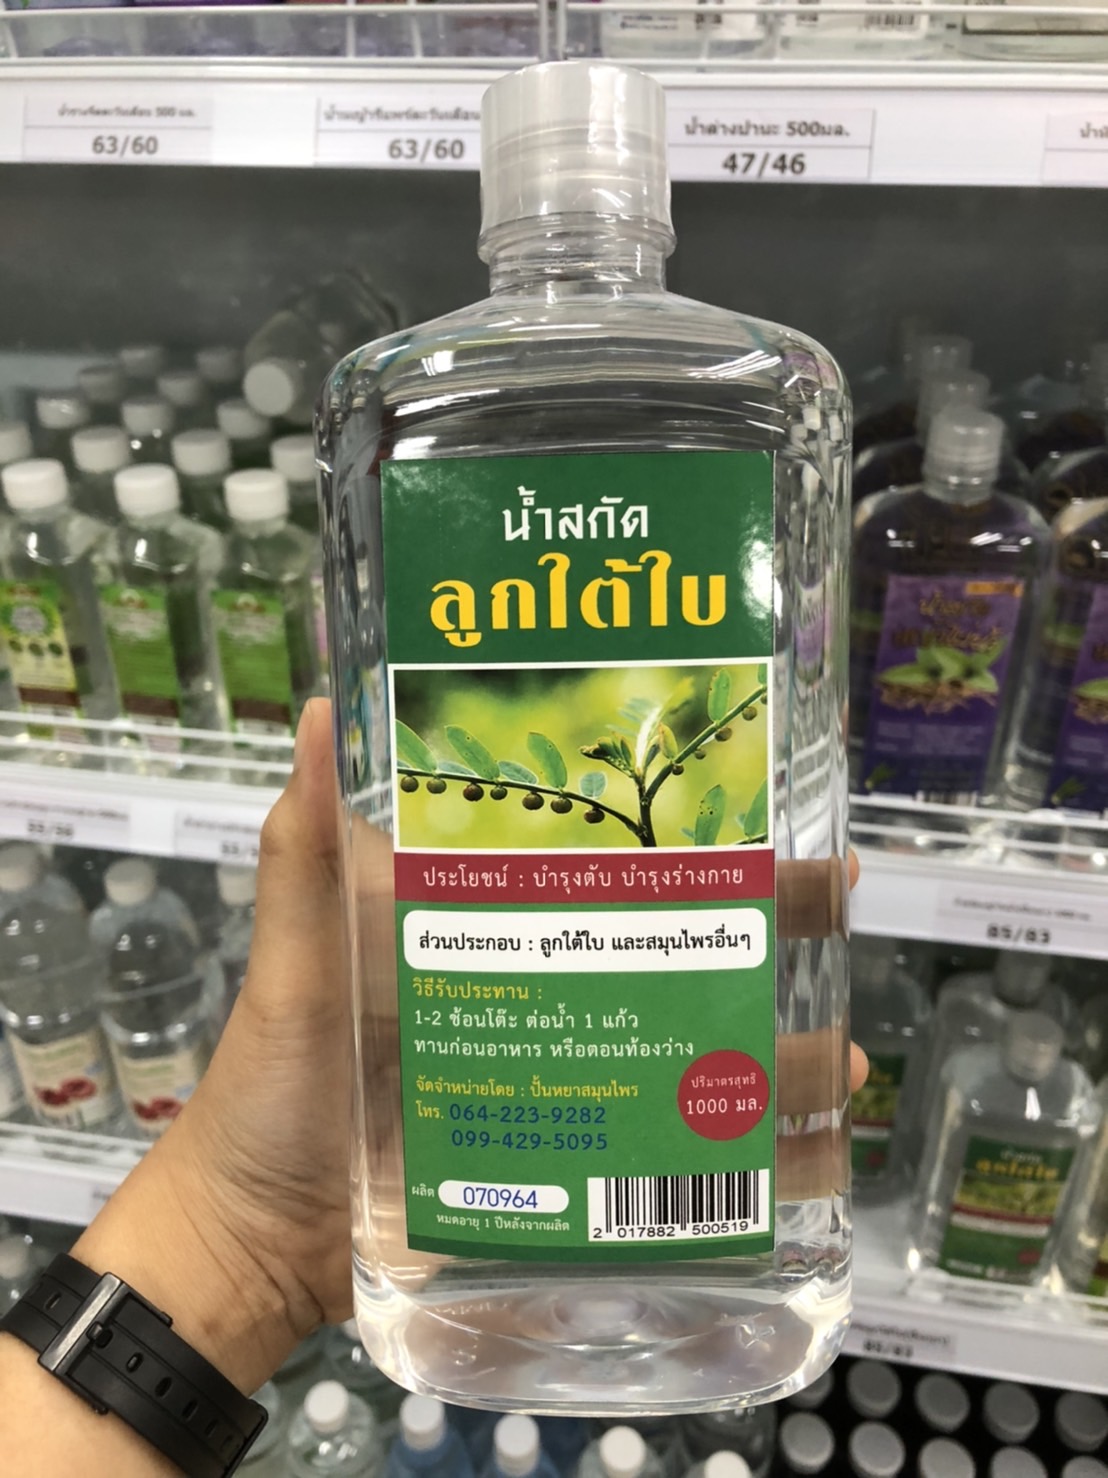 63/60
63/60
น้ำด่างปานะ 500มล.
47/46
น้ำสกัด
ลูกใต้ใบ
ประโยชน์ : บำรุงตับ บำรุงร่างกาย
ส่วนประกอบ : ลูกใต้ใบ และสมุนไพรอื่นๆ
วิธีรับประทาน :
1-2 ช้อนโต๊ะ ต่อน้ำ 1 แก้ว
ทานก่อนอาหาร หรือตอนท้องว่าง
ปริมาตรสุทธิ
1000 มล.
จัดจำหน่ายโดย : ปั้นหยาสมุนไพร
โทร. 064-223-9282
099-429-5095
ผลิต 070964
หมดอายุ 1 ปีหลังจากผลิต
2 017882 500519
85/83
ลูกใต้ใบ